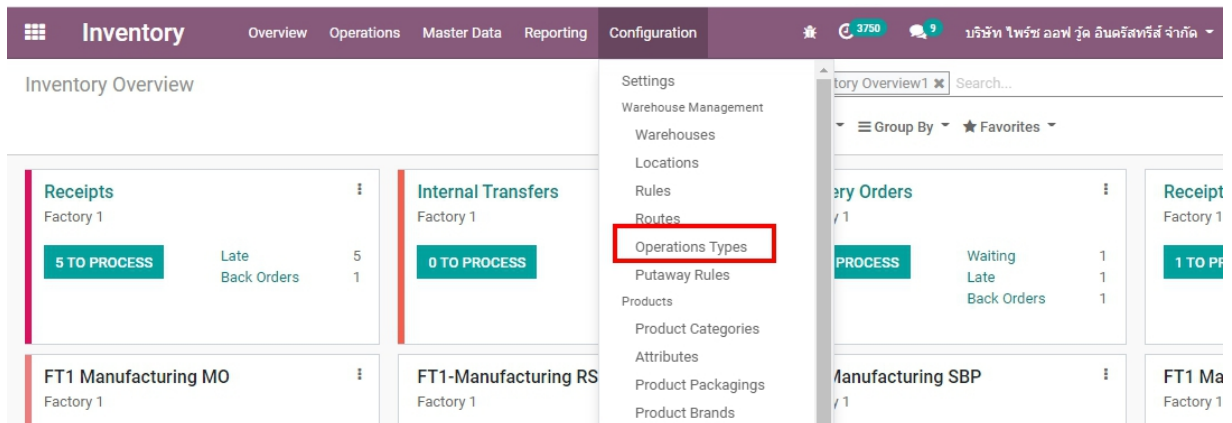 Inventory Overview Operations Master Data Reporting Configuration 3750 9 บริษัท ไพร์ซ ออฟ วู้ด อินดรัสทรีส์ จำกัด
Inventory Overview
tory Overview1 Search...
Group By Favorites
Settings
Warehouse Management
Warehouses
Locations
Rules
Routes
Operations Types
Putaway Rules
Products
Product Categories
Attributes
Product Packagings
Product Brands
Receipts
Factory 1
5 TO PROCESS
Late 5
Back Orders 1
Internal Transfers
Factory 1
0 TO PROCESS
ery Orders
y 1
PROCESS
Waiting 1
Late 1
Back Orders 1
Receipt
Factory 1
1 TO PR
FT1 Manufacturing MO
Factory 1
FT1-Manufacturing RS
Factory 1
Manufacturing SBP
y 1
FT1 Ma
Factory 1